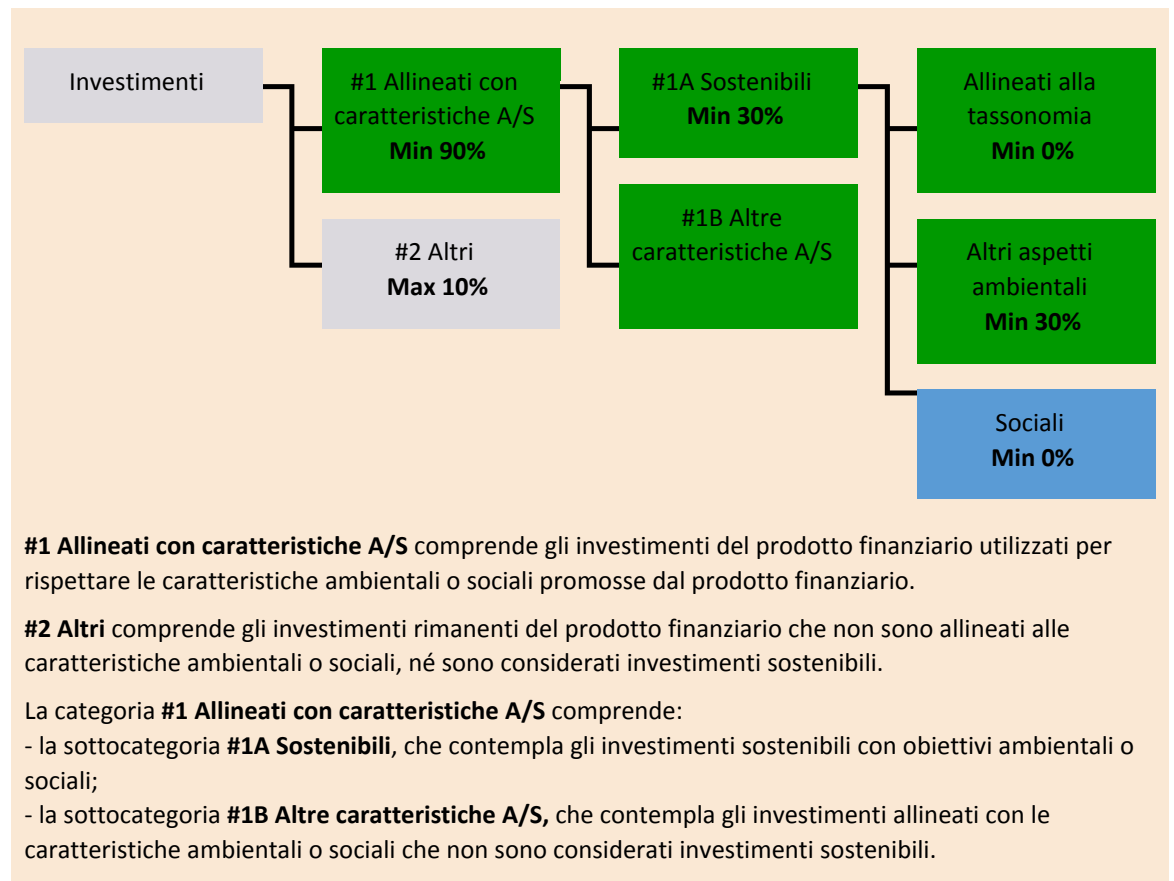 Investimenti
#1 Allineati con
caratteristiche A/S
Min 90%
#2 Altri
Max 10%
#1A Sostenibili
Min 30%
#1B Altre
caratteristiche A/S
Allineati alla
tassonomia
Min 0%
Altri aspetti
ambientali
Min 30%
Sociali
Min 0%
#1 Allineati con caratteristiche A/S comprende gli investimenti del prodotto finanziario utilizzati per
rispettare le caratteristiche ambientali o sociali promosse dal prodotto finanziario.
#2 Altri comprende gli investimenti rimanenti del prodotto finanziario che non sono allineati alle
caratteristiche ambientali o sociali, né sono considerati investimenti sostenibili.
La categoria #1 Allineati con caratteristiche A/S comprende:
- la sottocategoria #1A Sostenibili, che contempla gli investimenti sostenibili con obiettivi ambientali o
sociali;
- la sottocategoria #1B Altre caratteristiche A/S, che contempla gli investimenti allineati con le
caratteristiche ambientali o sociali che non sono considerati investimenti sostenibili.